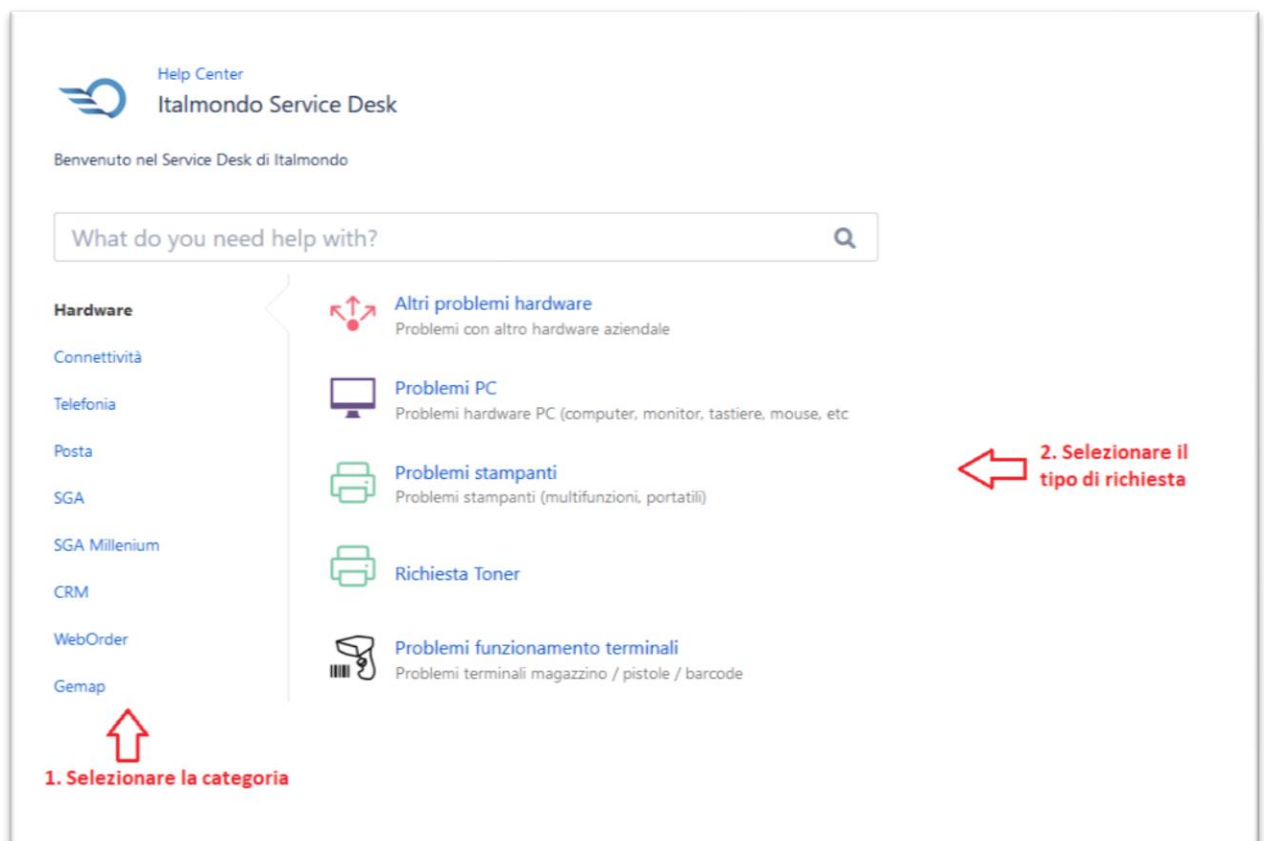 Help Center
Italmondo Service Desk
Benvenuto nel Service Desk di Italmondo
What do you need help with?
Hardware
Connettività
Telefonia
Posta
SGA
SGA Millenium
CRM
WebOrder
Gemap
1. Selezionare la categoria
Altri problemi hardware
Problemi con altro hardware aziendale
Problemi PC
Problemi hardware PC (computer, monitor, tastiere, mouse, etc
Problemi stampanti
Problemi stampanti (multifunzioni, portatili)
Richiesta Toner
Problemi funzionamento terminali
Problemi terminali magazzino / pistole / barcode
2. Selezionare il
tipo di richiesta